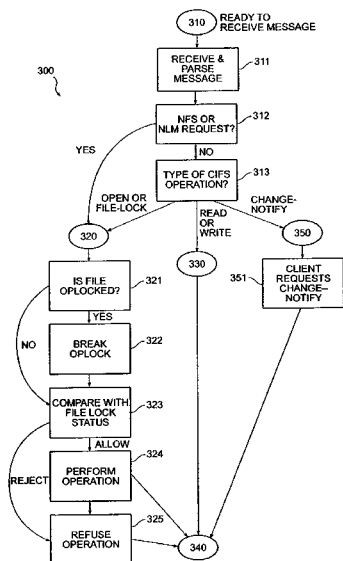 310
READY TO
RECEIVE MESSAGE
RECEIVE &
PARSE
MESSAGE
311
300
NFS OR
NLM REQUEST?
312
YES
NO
TYPE OF CIFS
OPERATION?
313
OPEN OR
FILE-LOCK
READ
OR
WRITE
CHANGE-
NOTIFY
320
330
350
IS FILE
OPLOCKED?
321
351
CLIENT
REQUESTS
CHANGE-
NOTIFY
YES
NO
BREAK
OPLOCK
322
COMPARE WITH
FILE LOCK
STATUS
323
ALLOW
324
PERFORM
OPERATION
REJECT
325
REFUSE
OPERATION
340